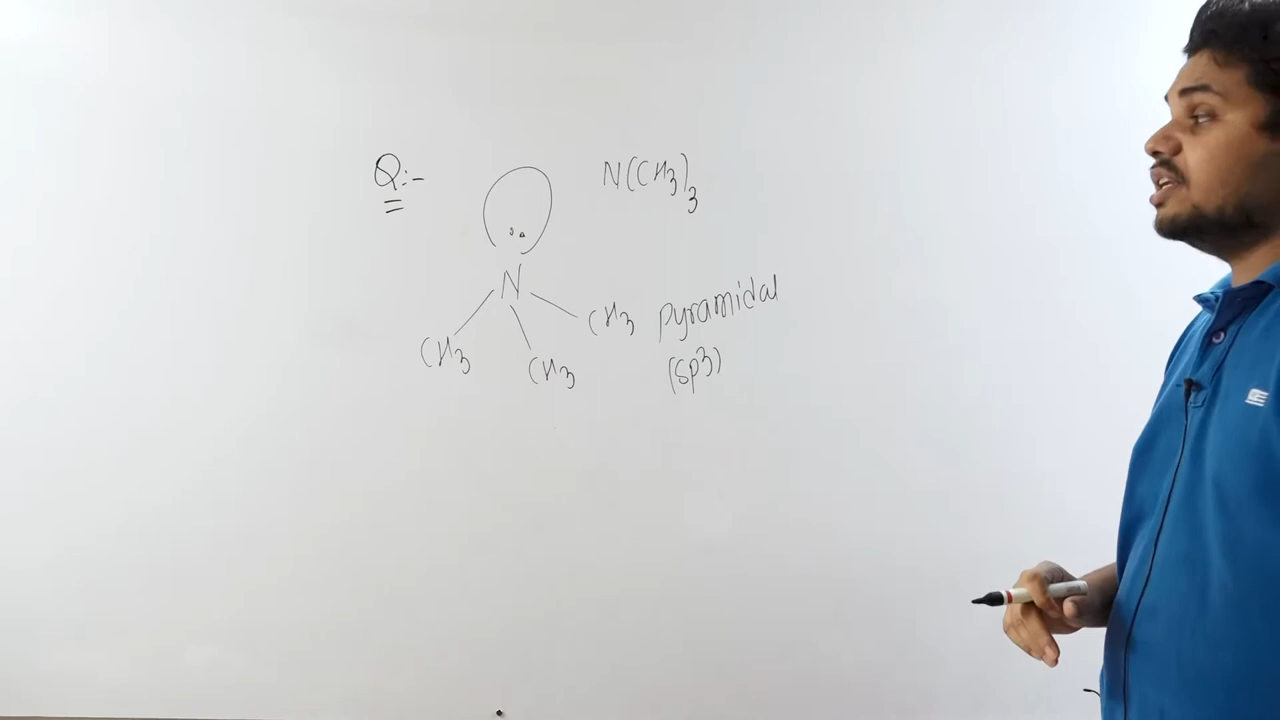 Q:-
N(CH3)3
N
CH3
CH3
CH3
pyramidal
(sp3)